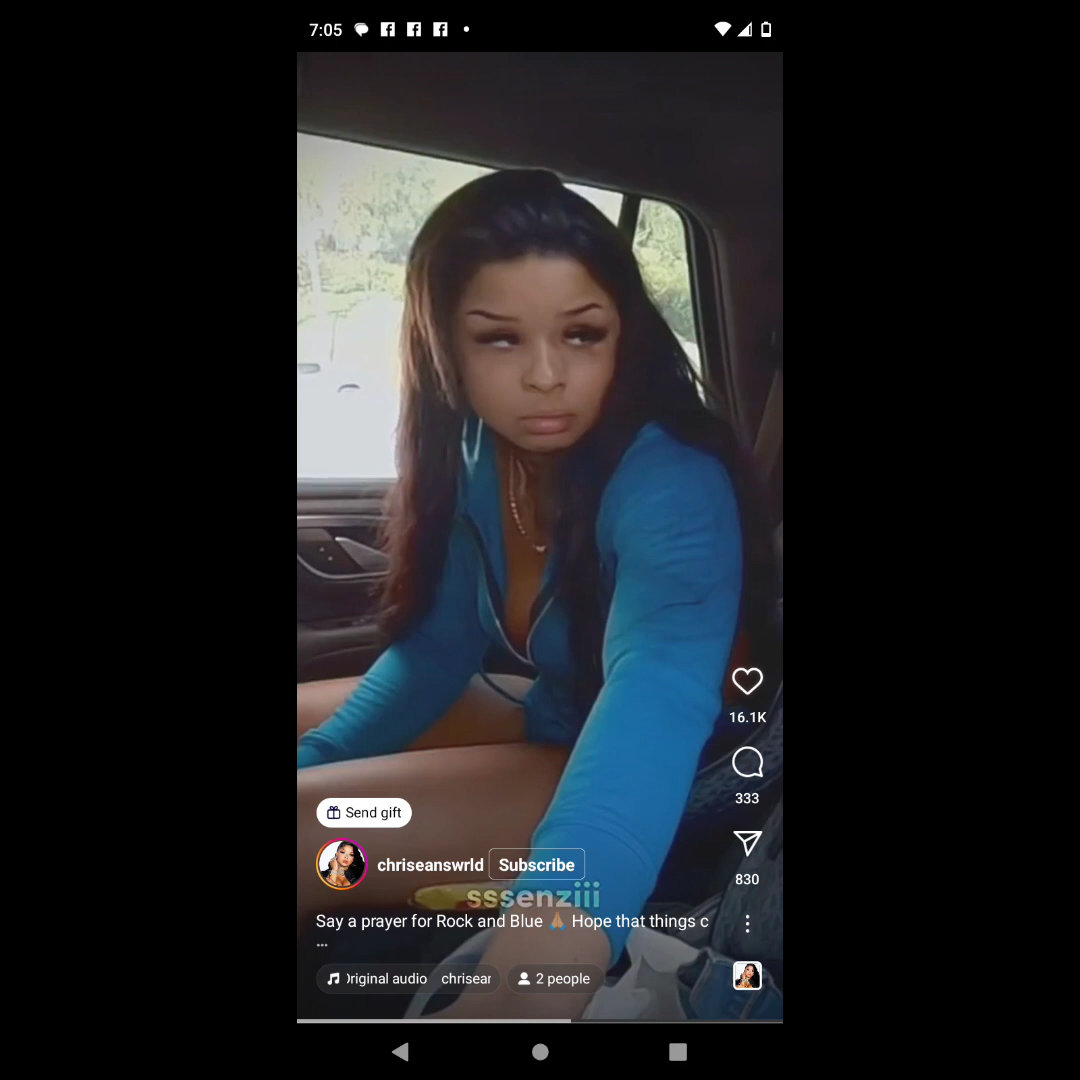 7:05
16.1K
333
Send gift
chriseanswrld Subscribe
830
sssenziii
Say a prayer for Rock and Blue 🙏🏽 Hope that things c
...
riginal audio chrisear
2 people